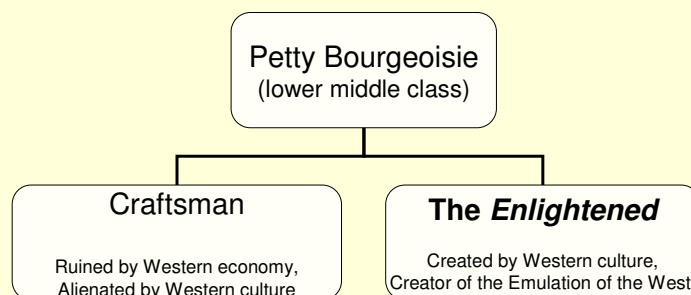 Petty Bourgeoisie
(lower middle class)
Craftsman
Ruined by Western economy,
Alienated by Western culture
The Enlightened
Created by Western culture,
Creator of the Emulation of the West